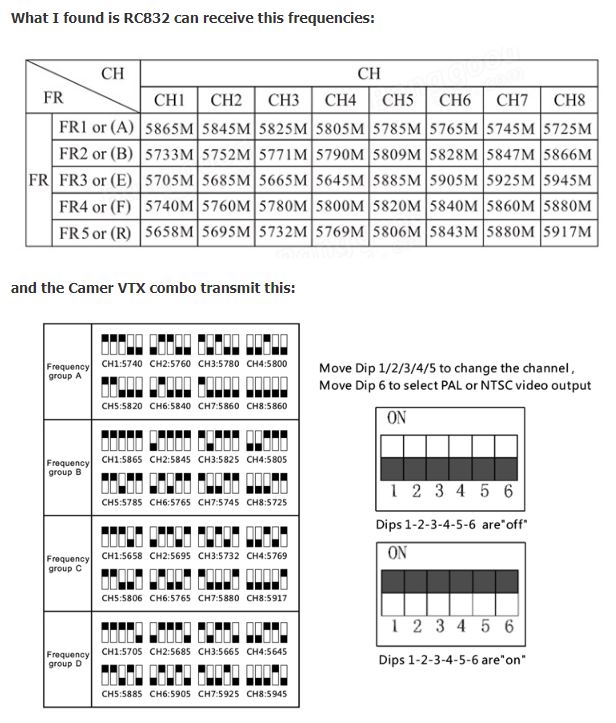 What I found is RC832 can receive this frequencies:
CH CH
FR CH1 CH2 CH3 CH4 CH5 CH6 CH7 CH8
FR FR1 or (A) 5865M 5845M 5825M 5805M 5785M 5765M 5745M 5725M
FR2 or (B) 5733M 5752M 5771M 5790M 5809M 5828M 5847M 5866M
FR3 or (E) 5705M 5685M 5665M 5645M 5885M 5905M 5925M 5945M
FR4 or (F) 5740M 5760M 5780M 5800M 5820M 5840M 5860M 5880M
FR5 or (R) 5658M 5695M 5732M 5769M 5806M 5843M 5880M 5917M
and the Camer VTX combo transmit this:
Frequency
group A
CH1:5740 CH2:5760 CH3:5780 CH4:5800
CH5:5820 CH6:5840 CH7:5860 CH8:5860
Frequency
group B
CH1:5865 CH2:5845 CH3:5825 CH4:5805
CH5:5785 CH6:5765 CH7:5745 CH8:5725
Frequency
group C
CH1:5658 CH2:5695 CH3:5732 CH4:5769
CH5:5806 CH6:5765 CH7:5880 CH8:5917
Frequency
group D
CH1:5705 CH2:5685 CH3:5665 CH4:5645
CH5:5885 CH6:5905 CH7:5925 CH8:5945
Move Dip 1/2/3/4/5 to change the channel,
Move Dip 6 to select PAL or NTSC video output
ON
1 2 3 4 5 6
Dips 1-2-3-4-5-6 are"off"
ON
1 2 3 4 5 6
Dips 1-2-3-4-5-6 are"on"